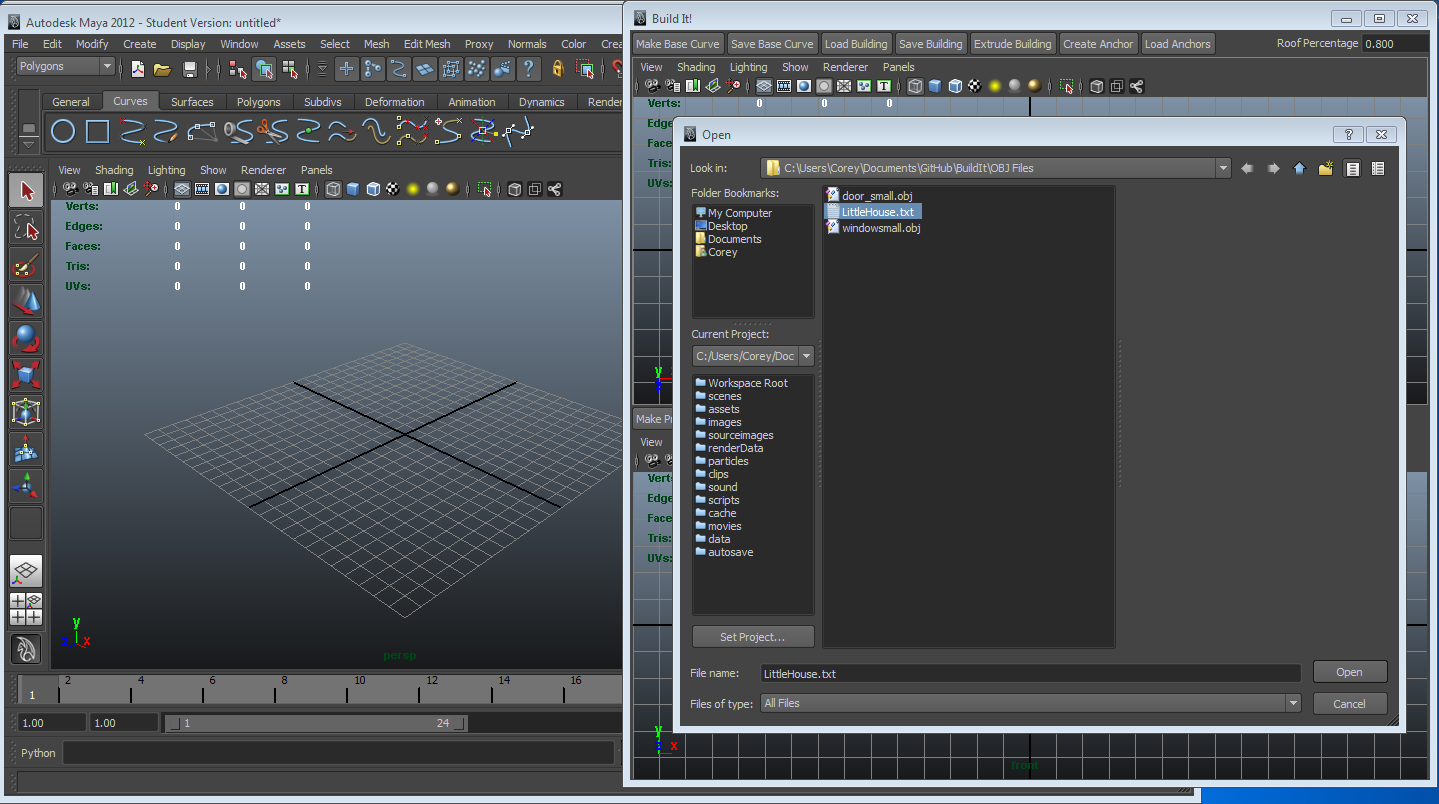 Autodesk Maya 2012 - Student Version: untitled*
File Edit Modify Create Display Window Assets Select Mesh Edit Mesh Proxy Normals Color Crea
Polygons
General Curves Surfaces Polygons Subdivs Deformation Animation Dynamics Render
View Shading Lighting Show Renderer Panels
Verts: 0 0 0
Edges: 0 0 0
Faces: 0 0 0
Tris: 0 0 0
UVs: 0 0 0
y
z x
persp
1 2 4 6 8 10 12 14 16
1.00 1.00 1 24
Python
Build It!
Make Base Curve Save Base Curve Load Building Save Building Extrude Building Create Anchor Load Anchors Roof Percentage 0.800
View Shading Lighting Show Renderer Panels
Verts: 0 0 0
Edge
Face
Tris:
UVs:
y
Make Pr
View
Vert
Edge
Face
Tris:
UVs:
y
x
front
Open
Look in: C:\Users\Corey\Documents\GitHub\BuildIt\OBJ Files
Folder Bookmarks:
My Computer
Desktop
Documents
Corey
door_small.obj
LittleHouse.txt
windowsmall.obj
Current Project:
C:/Users/Corey/Doc
Workspace Root
scenes
assets
images
sourceimages
renderData
particles
clips
sound
scripts
cache
movies
data
autosave
Set Project...
File name: LittleHouse.txt Open
Files of type: All Files Cancel